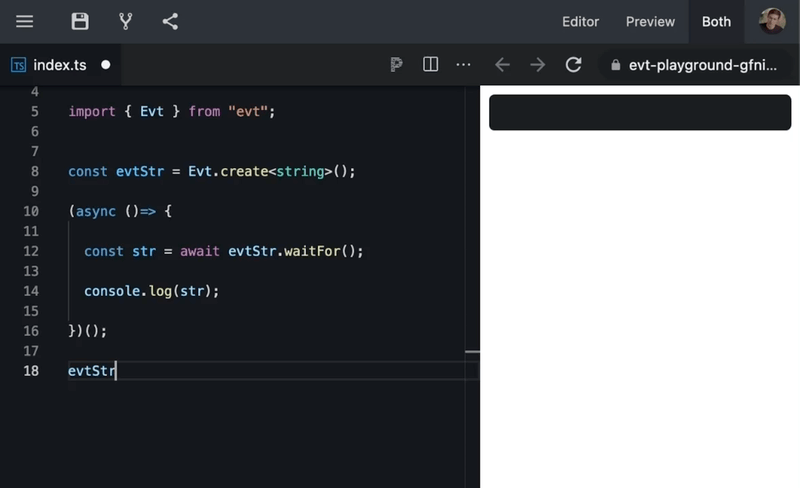 Editor Preview Both
TS index.ts
evt-playground-gfni...
4
5 import { Evt } from "evt";
6
7
8 const evtStr = Evt.create<string>();
9
10 (async ()=> {
11
12 const str = await evtStr.waitFor();
13
14 console.log(str);
15
16 })();
17
18 evtStr